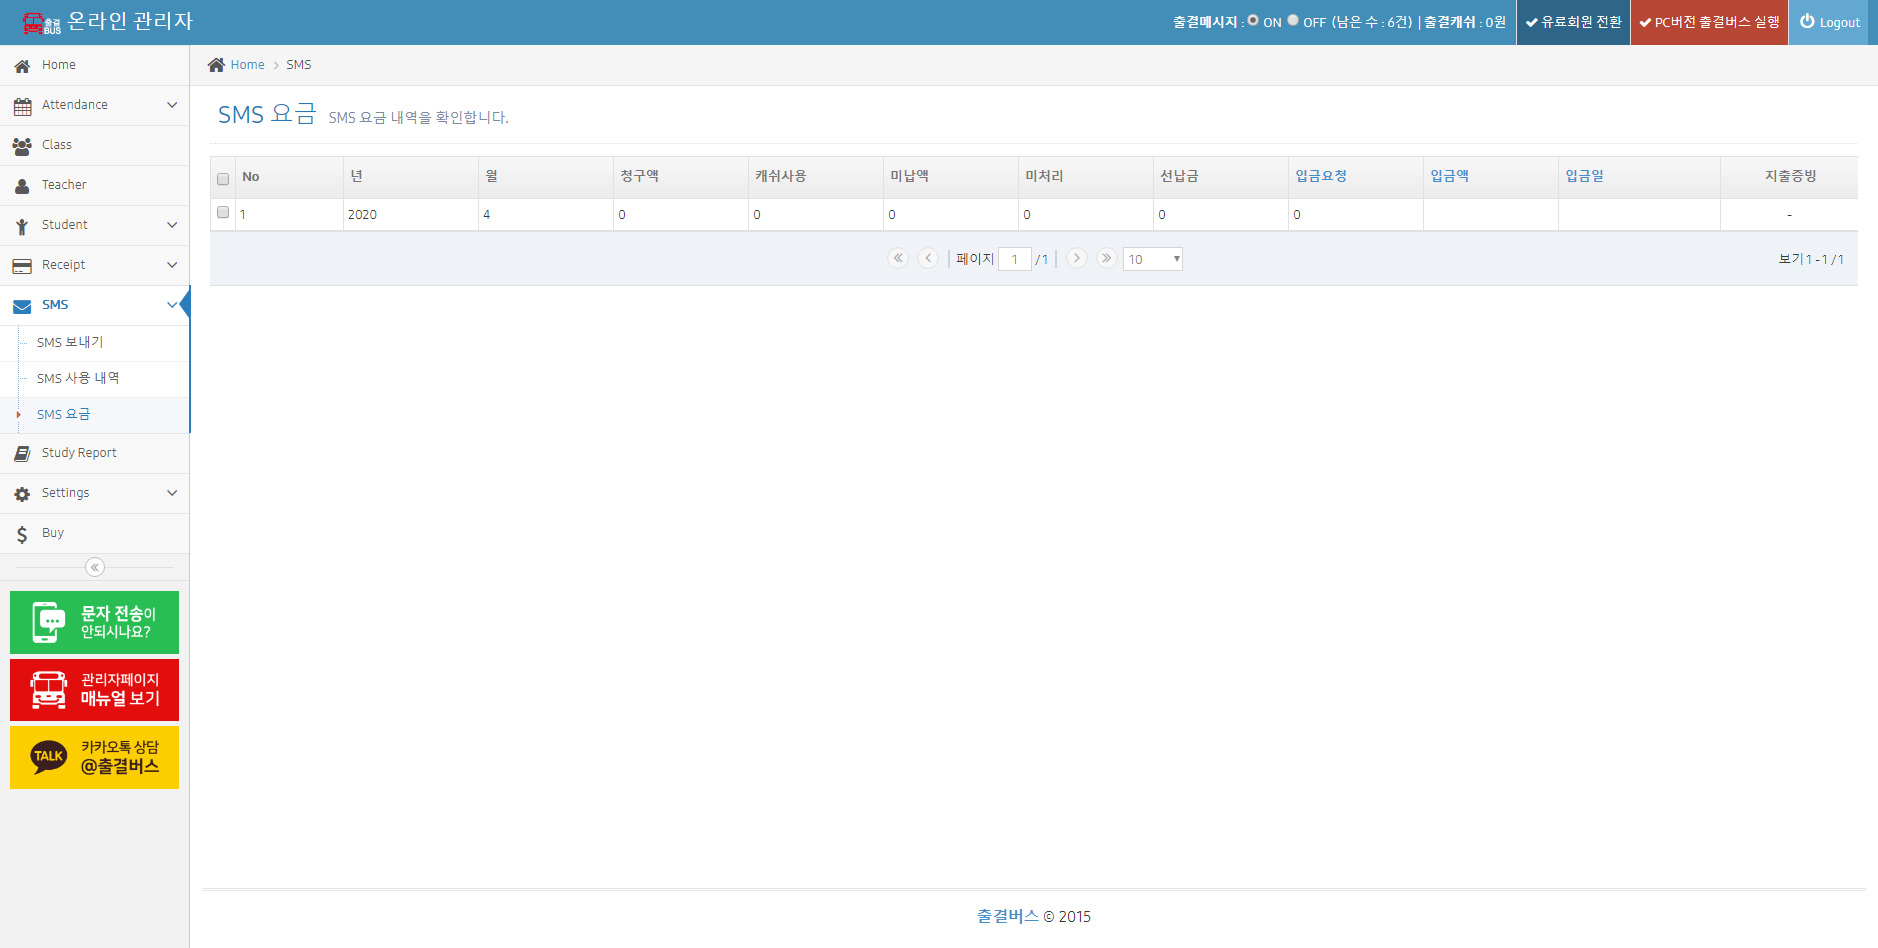 출결 BUS 온라인 관리자
출결메시지 : ON OFF (남은 수 : 6건) | 출결캐쉬 : 0원 유료회원 전환 PC버전 출결버스 실행 Logout
Home
Attendance
Class
Teacher
Student
Receipt
SMS
SMS 보내기
SMS 사용 내역
SMS 요금
Study Report
Settings
Buy
문자 전송이
안되시나요?
관리자페이지
매뉴얼 보기
TALK
카카오톡 상담
@출결버스
Home > SMS
SMS 요금 SMS 요금 내역을 확인합니다.
No 년 월 청구액 캐쉬사용 미납액 미처리 선납금 입금요청 입금액 입금일 지출증빙
1 2020 4 0 0 0 0 0 0 -
페이지 1 / 1 10 보기 1 - 1 / 1
출결버스 © 2015